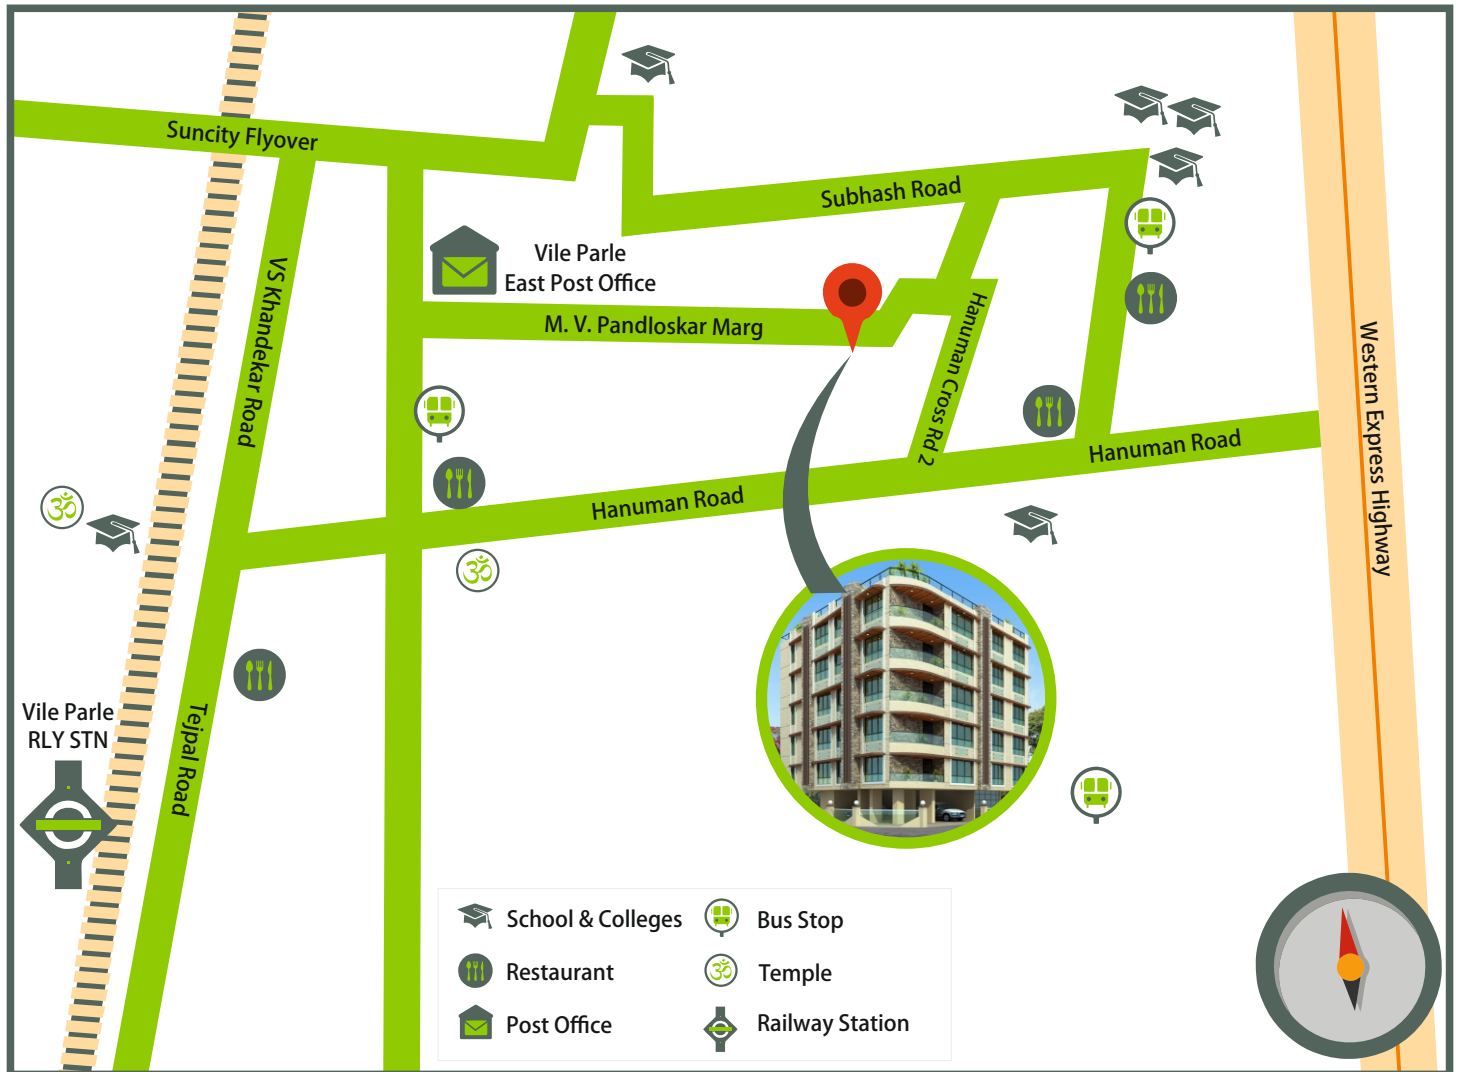 Suncity Flyover
Subhash Road
Vile Parle
East Post Office
M. V. Pandloskar Marg
VS Khandekar Road
Hanuman Cross Rd 2
Western Express Highway
Hanuman Road
Hanuman Road
ॐ
ॐ
Vile Parle
RLY STN
Tejpal Road
School & Colleges
Bus Stop
Restaurant
ॐ
Temple
Post Office
Railway Station